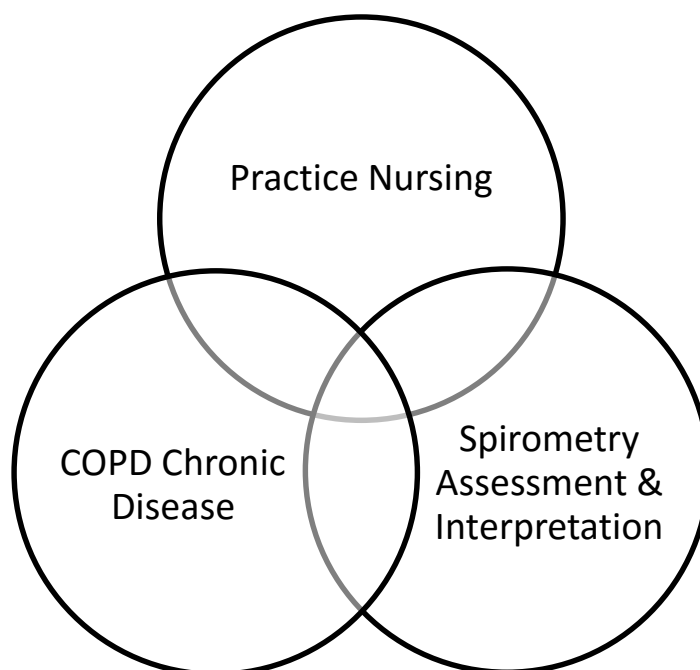 Practice Nursing
COPD Chronic
Disease
Spirometry
Assessment &
Interpretation